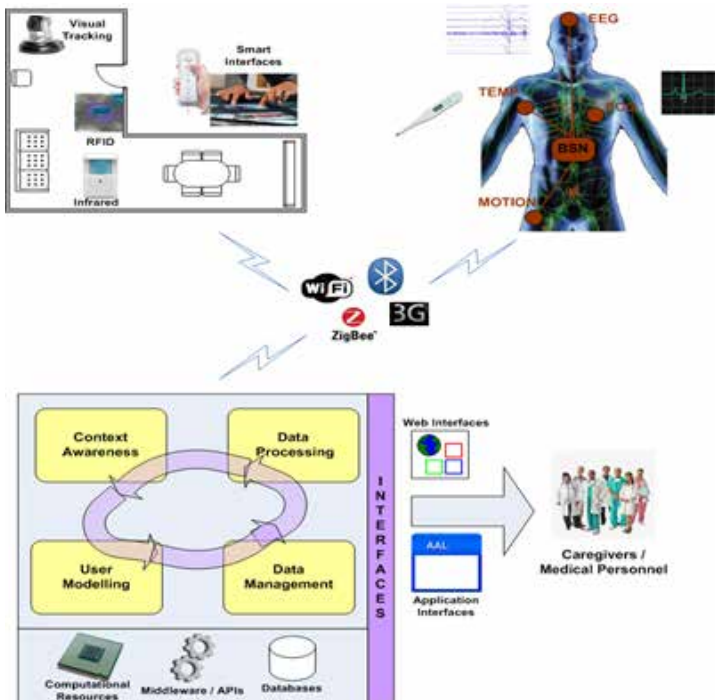 Visual
Tracking
Smart
Interfaces
RFID
Infrared
EEG
TEMP
ECG
BSN
MOTION
WiFi
3G
ZigBee™
Context
Awareness
Data
Processing
User
Modelling
Data
Management
INTERFACES
Web Interfaces
AAL
Application
Interfaces
Caregivers /
Medical Personnel
Computational
Resources
Middleware / APIs
Databases